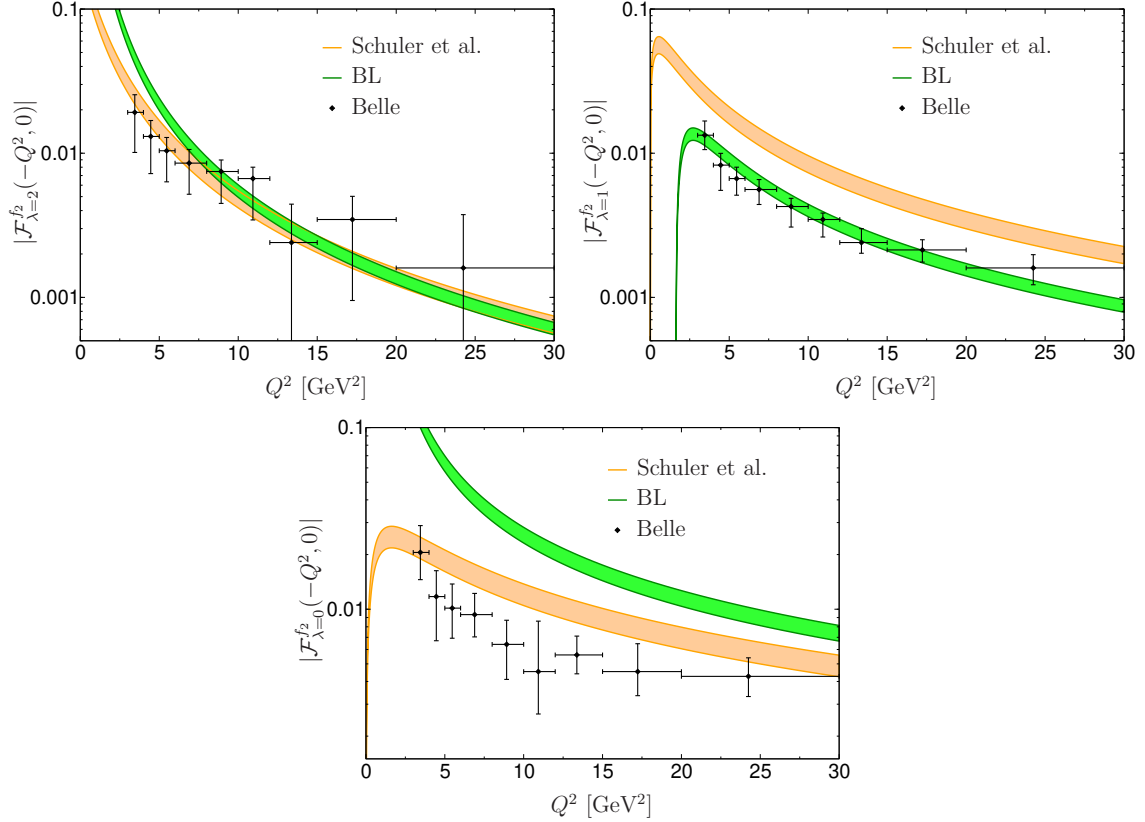 0.1
0.01
0.001
0 5 10 15 20 25 30
Q² [GeV²]
|𝓕^{f₂}_{λ=2}(−Q², 0)|
Schuler et al.
BL
Belle
0.1
0.01
0.001
0 5 10 15 20 25 30
Q² [GeV²]
|𝓕^{f₂}_{λ=1}(−Q², 0)|
Schuler et al.
BL
Belle
0.1
0.01
0 5 10 15 20 25 30
Q² [GeV²]
|𝓕^{f₂}_{λ=0}(−Q², 0)|
Schuler et al.
BL
Belle